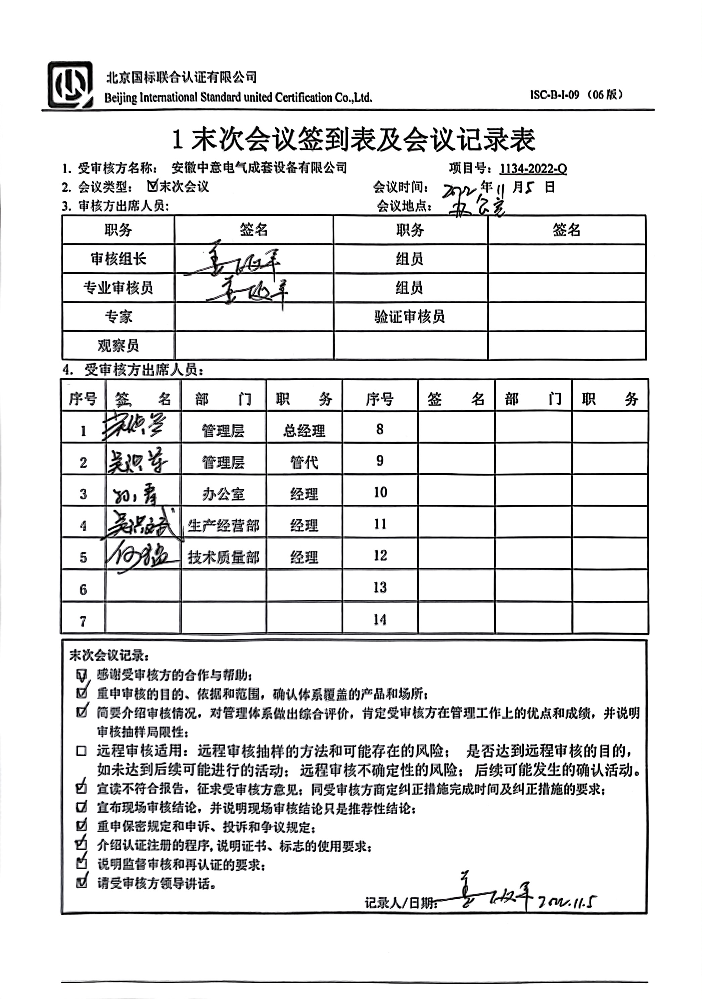 北京国标联合认证有限公司
Beijing International Standard united Certification Co.,Ltd.
ISC-B-I-09 （06 版）
1 末次会议签到表及会议记录表
1. 受审核方名称： 安徽中意电气成套设备有限公司 项目号：1134-2022-Q
2. 会议类型： ☑末次会议 会议时间： 2022 年 11 月 5 日
3. 审核方出席人员： 会议地点： 办公室
职务 签名 职务 签名
审核组长 组员
专业审核员 组员
专家 验证审核员
观察员
4. 受审核方出席人员：
序号 签 名 部 门 职 务 序号 签 名 部 门 职 务
1 管理层 总经理 8
2 管理层 管代 9
3 办公室 经理 10
4 生产经营部 经理 11
5 何猛 技术质量部 经理 12
6 13
7 14
末次会议记录：
☑ 感谢受审核方的合作与帮助；
☑ 重申审核的目的、依据和范围，确认体系覆盖的产品和场所；
☑ 简要介绍审核情况，对管理体系做出综合评价，肯定受审核方在管理工作上的优点和成绩，并说明
审核抽样局限性；
□ 远程审核适用：远程审核抽样的方法和可能存在的风险； 是否达到远程审核的目的，
如未达到后续可能进行的活动； 远程审核不确定性的风险； 后续可能发生的确认活动。
☑ 宣读不符合报告，征求受审核方意见；同受审核方商定纠正措施完成时间及纠正措施的要求；
☑ 宣布现场审核结论，并说明现场审核结论只是推荐性结论；
☑ 重申保密规定和申诉、投诉和争议规定；
☑ 介绍认证注册的程序,说明证书、标志的使用要求；
☑ 说明监督审核和再认证的要求；
☑ 请受审核方领导讲话。
记录人/日期： 2022.11.5